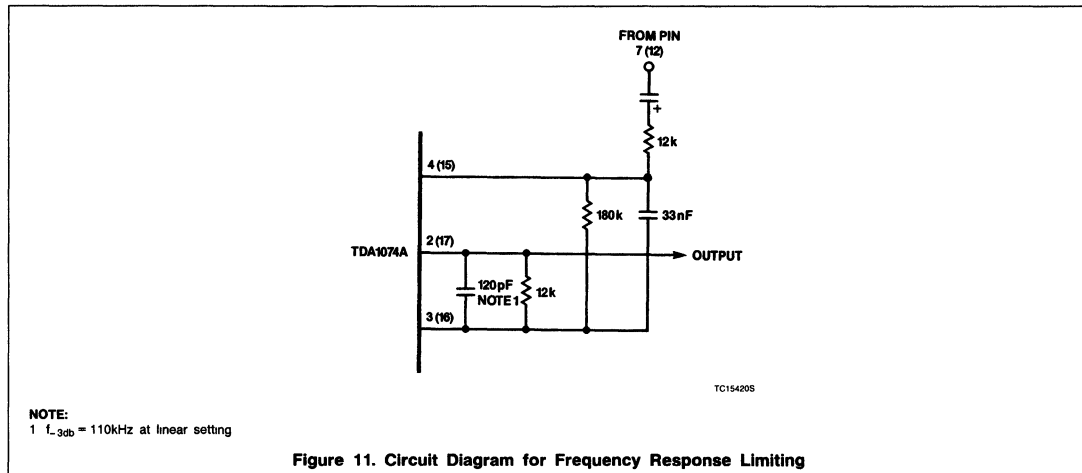 FROM PIN
7 (12)
+
12k
4 (15)
180k
33nF
TDA1074A
2 (17)
OUTPUT
120pF
NOTE 1
12k
3 (16)
TC15420S
NOTE:
1 f-3db = 110kHz at linear setting
Figure 11. Circuit Diagram for Frequency Response Limiting